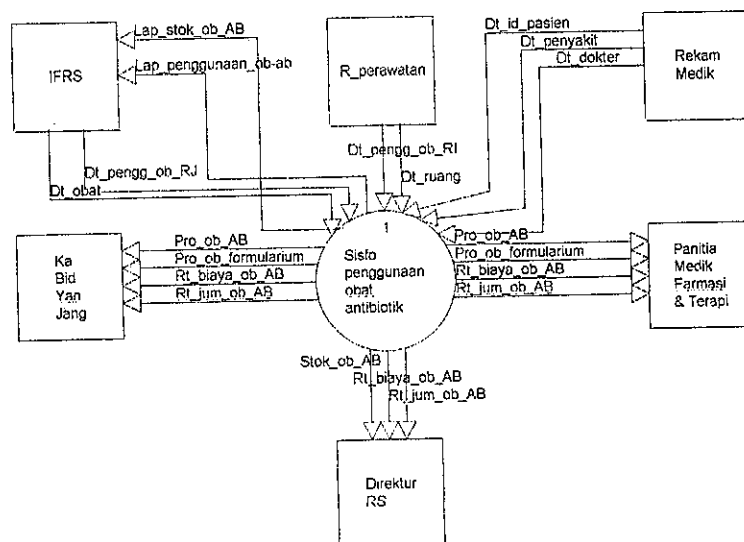 Lap_stok_ob_AB
Lap_penggunaan_ob-ab
IFRS
R_perawatan
Dt_id_pasien
Dt_penyakit
Dt_dokter
Rekam
Medik
Dt_pengg_ob_RJ
Dt_obat
Dt_pengg_ob_RI
Dt_ruang
1
Sisfo
penggunaan
obat
antibiotik
Ka
Bid
Yan
Jang
Pro_ob_AB
Pro_ob_formularium
Rt_biaya_ob_AB
Rt_jum_ob_AB
Pro_ob_AB
Pro_ob_formularium
Rt_biaya_ob_AB
Rt_jum_ob_AB
Panitia
Medik
Farmasi
& Terapi
Stok_ob_AB
Rt_biaya_ob_AB
Rt_jum_ob_AB
Direktur
RS